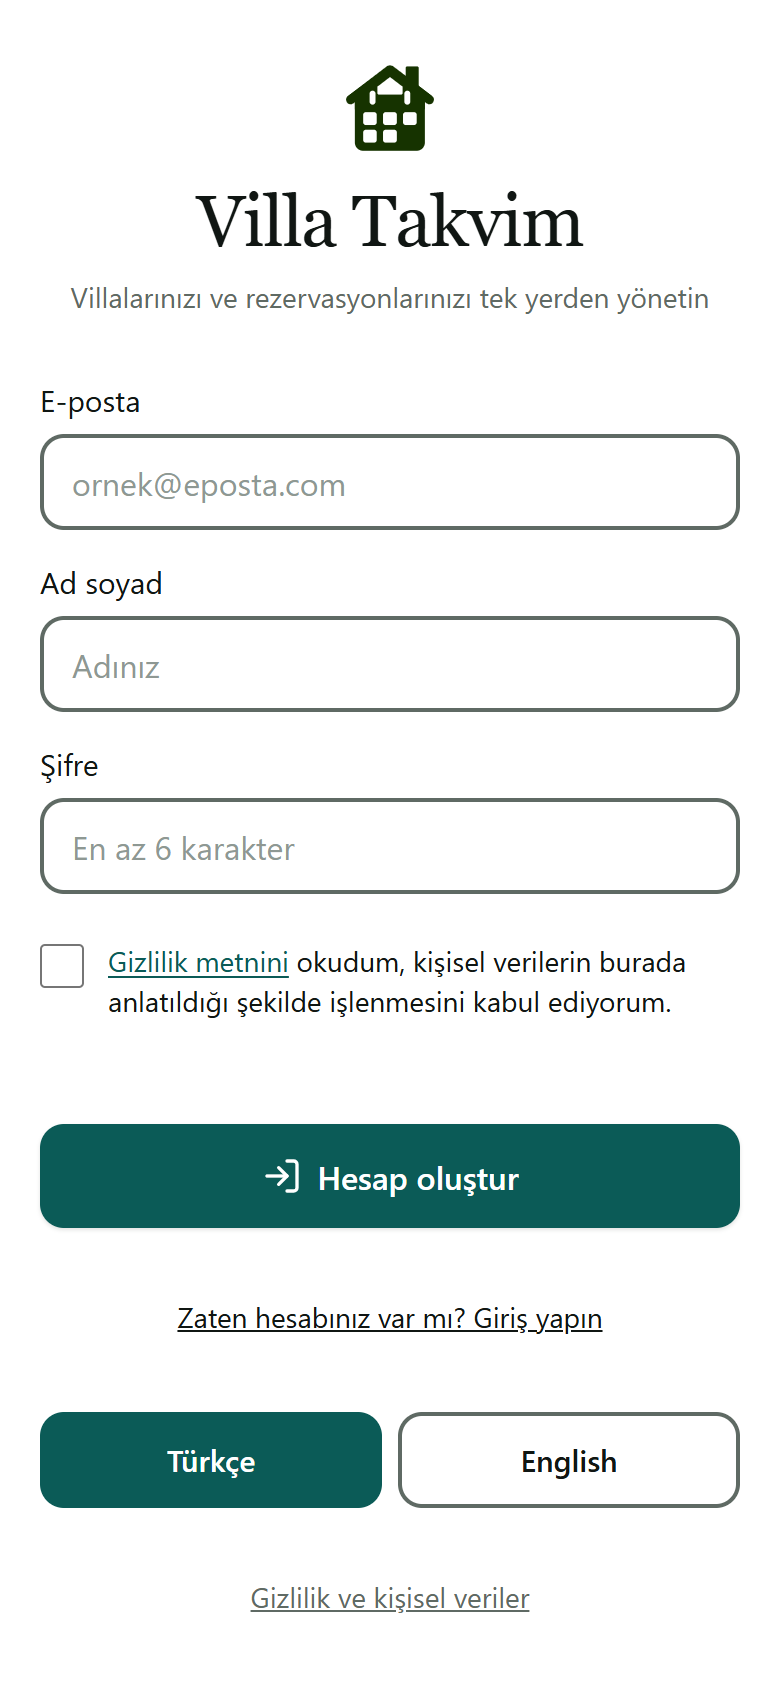 Villa Takvim
Villalarınızı ve rezervasyonlarınızı tek yerden yönetin
E-posta
ornek@eposta.com
Ad soyad
Adınız
Şifre
En az 6 karakter
Gizlilik metnini okudum, kişisel verilerin burada
anlatıldığı şekilde işlenmesini kabul ediyorum.
Hesap oluştur
Zaten hesabınız var mı? Giriş yapın
Türkçe
English
Gizlilik ve kişisel veriler